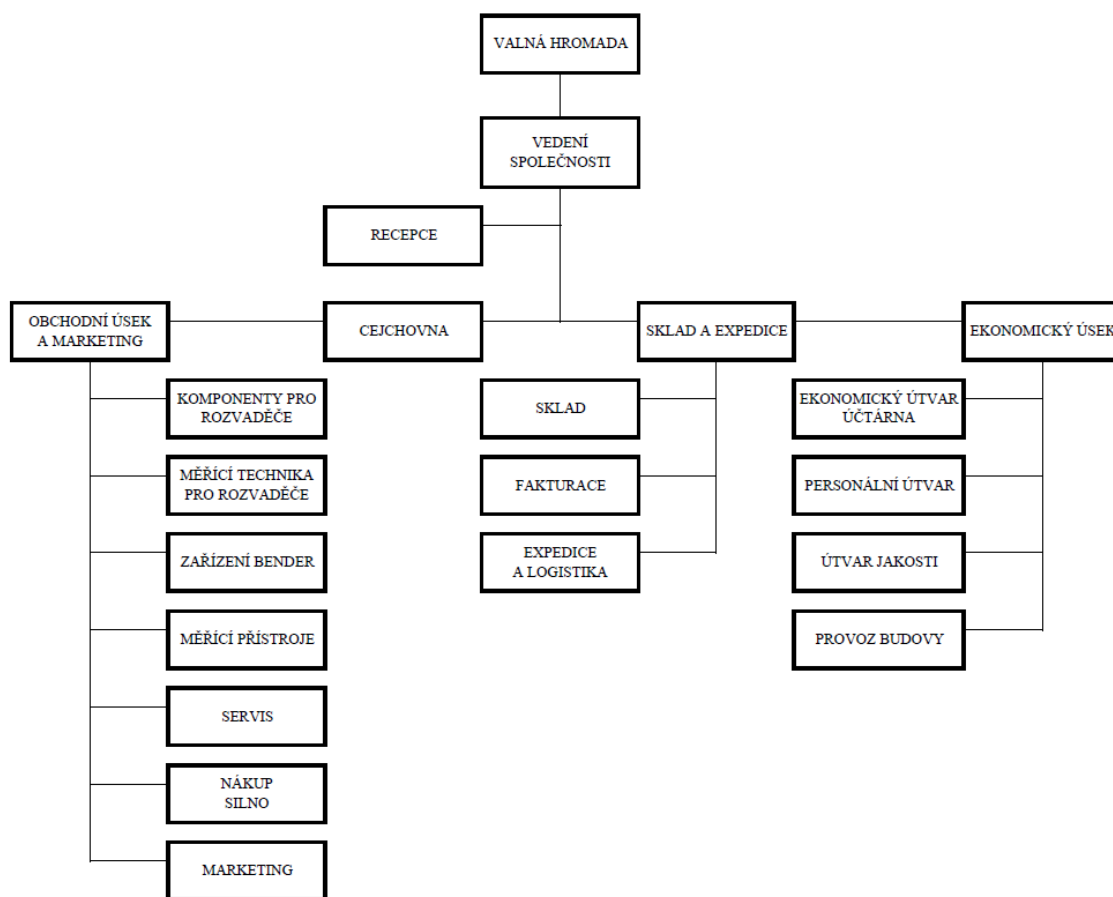 VALNÁ HROMADA
VEDENÍ
SPOLEČNOSTI
RECEPCE
OBCHODNÍ ÚSEK
A MARKETING
CEJCHOVNA
SKLAD A EXPEDICE
EKONOMICKÝ ÚSEK
KOMPONENTY PRO
ROZVADĚČE
MĚŘÍCÍ TECHNIKA
PRO ROZVADĚČE
ZAŘÍZENÍ BENDER
MĚŘÍCÍ PŘÍSTROJE
SERVIS
NÁKUP
SILNO
MARKETING
SKLAD
FAKTURACE
EXPEDICE
A LOGISTIKA
EKONOMICKÝ ÚTVAR
ÚČTÁRNA
PERSONÁLNÍ ÚTVAR
ÚTVAR JAKOSTI
PROVOZ BUDOVY